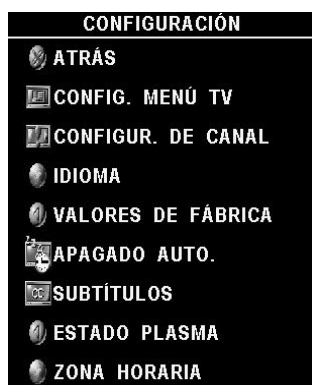 CONFIGURACIÓN
ATRÁS
CONFIG. MENÚ TV
CONFIGUR. DE CANAL
IDIOMA
VALORES DE FÁBRICA
APAGADO AUTO.
CC SUBTÍTULOS
ESTADO PLASMA
ZONA HORARIA